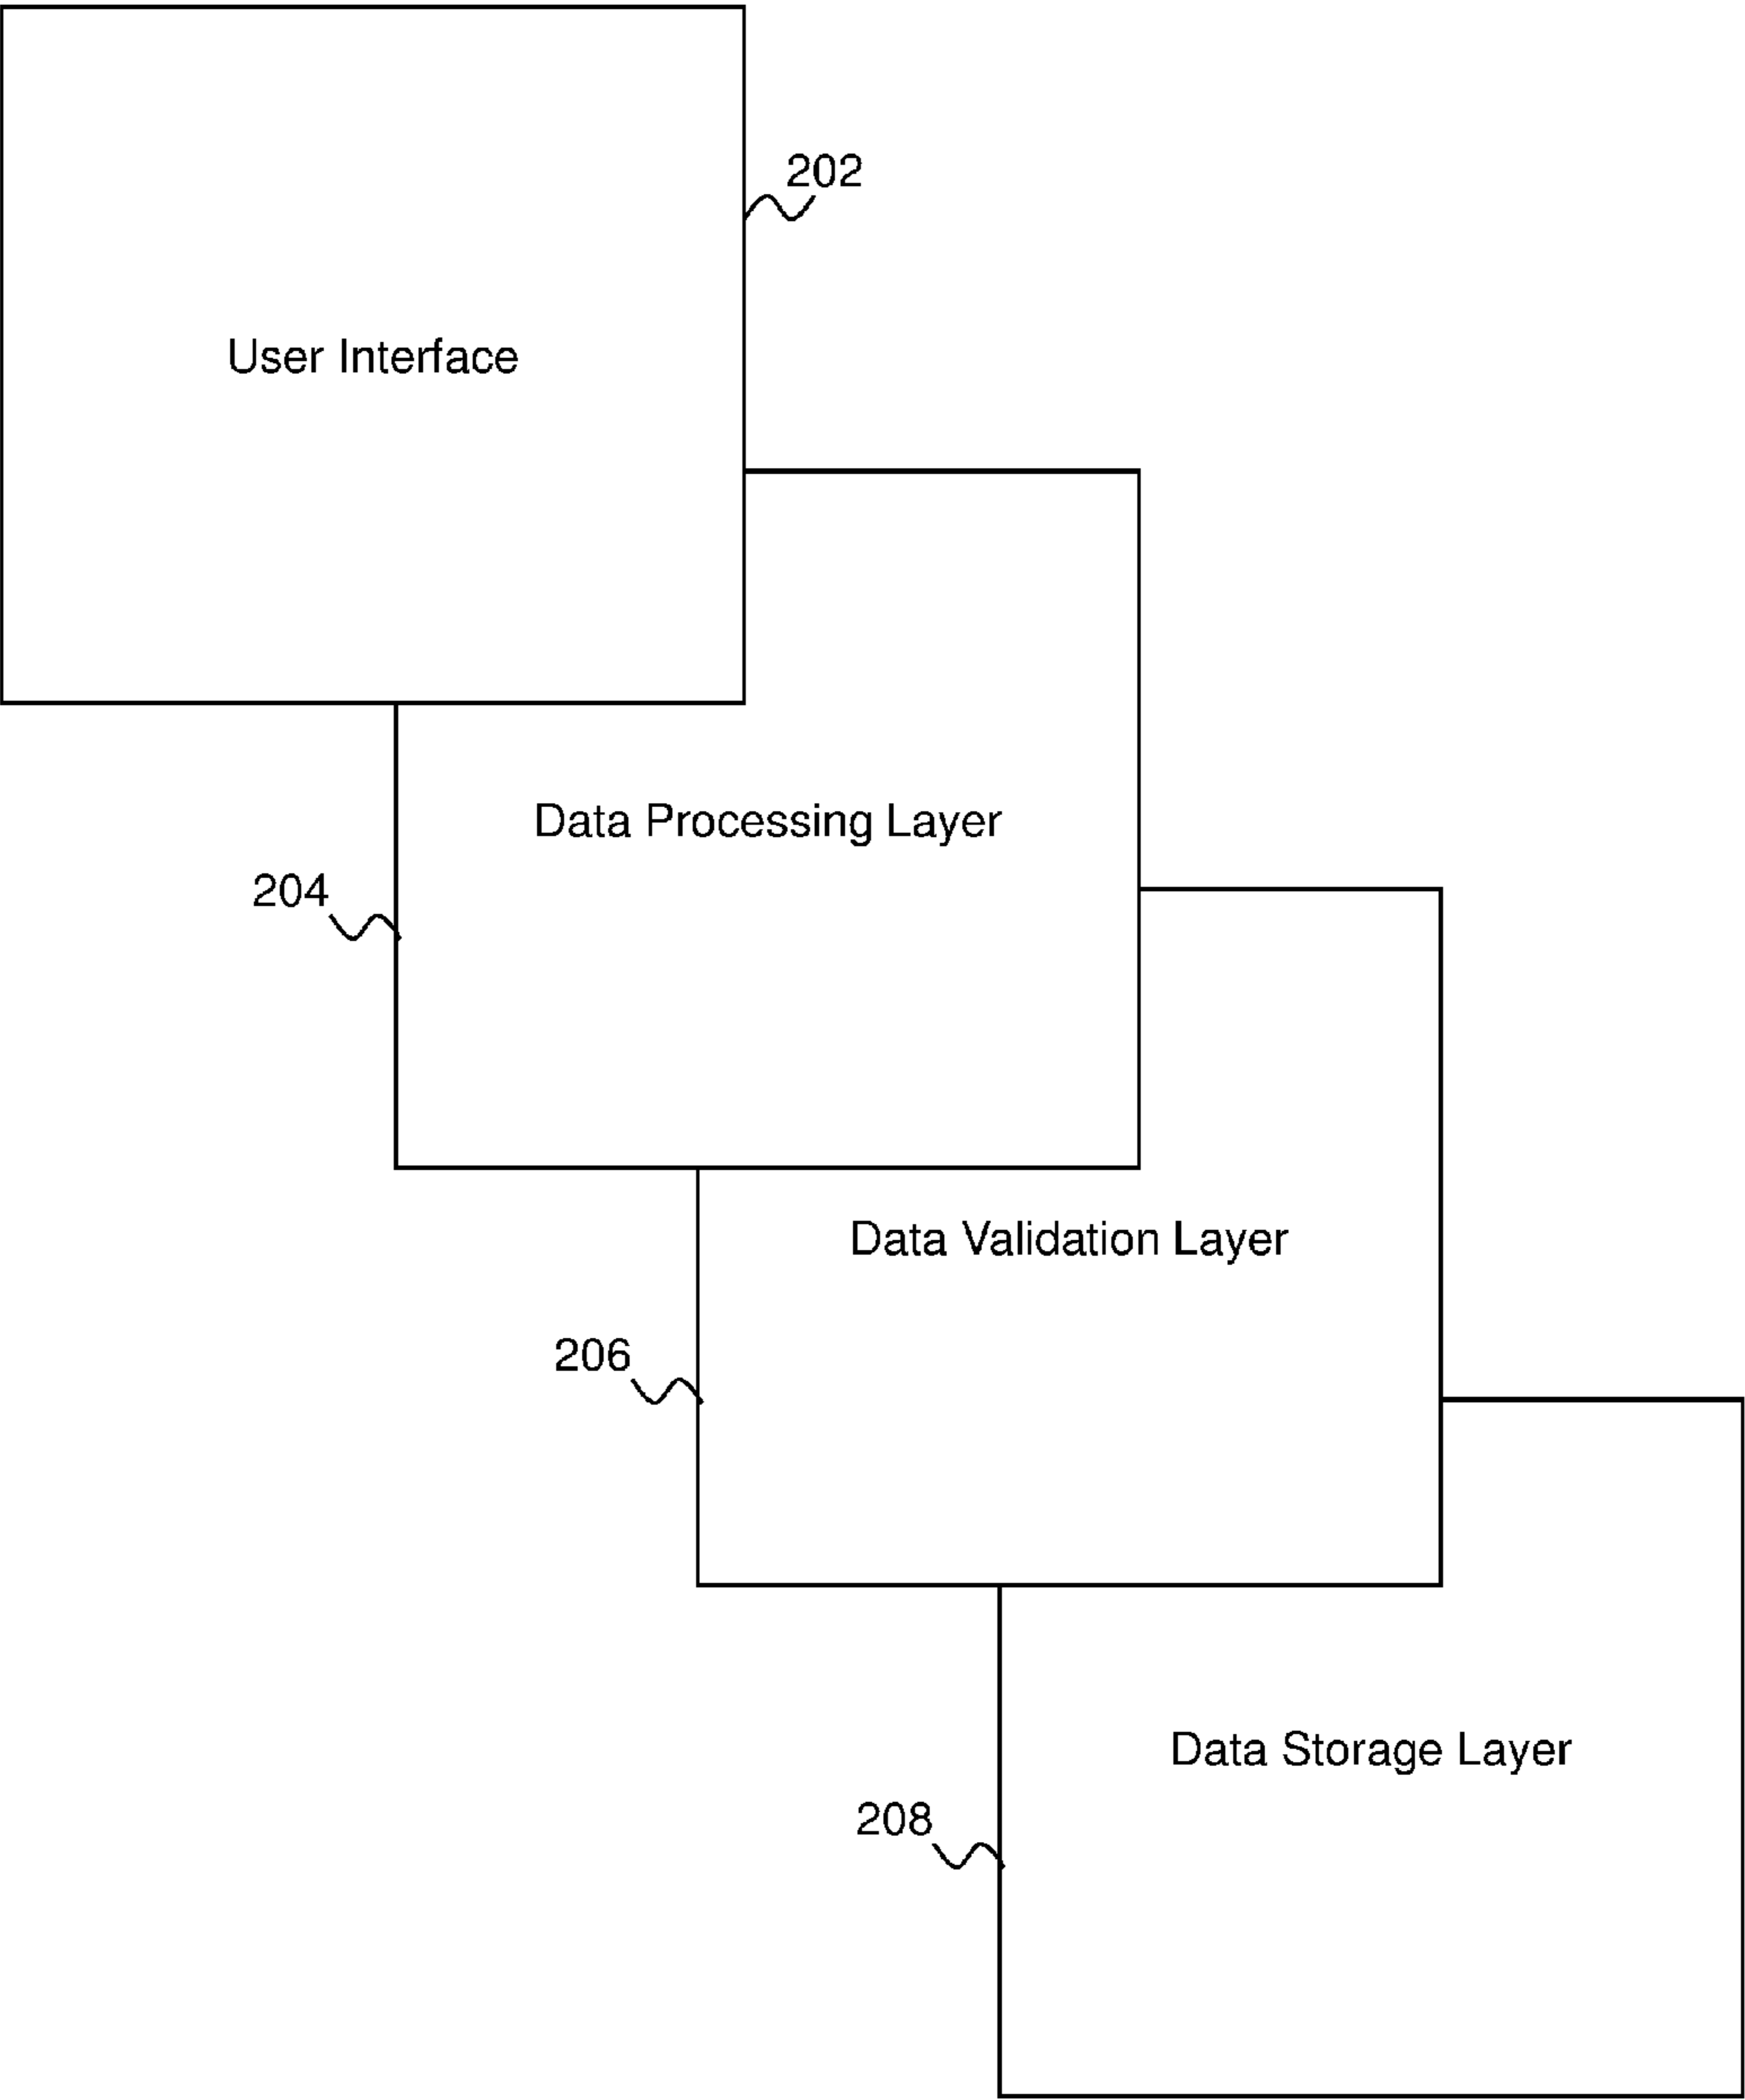 202
User Interface
Data Processing Layer
204
Data Validation Layer
206
Data Storage Layer
208